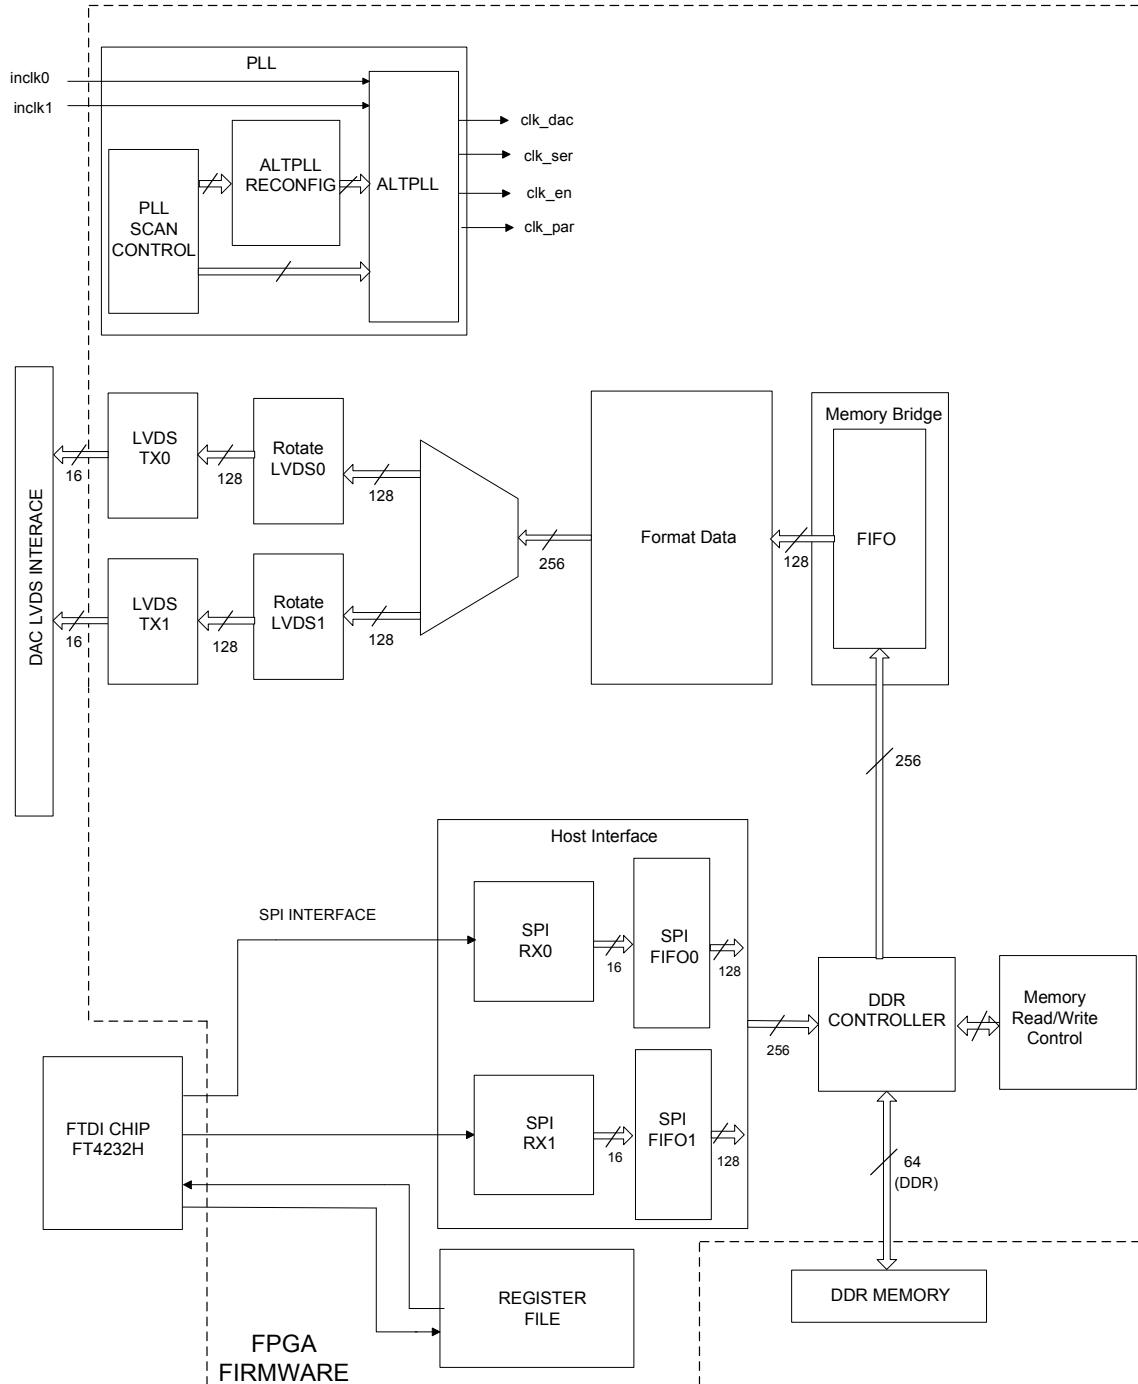 PLL
inclk0
inclk1
clk_dac
clk_ser
clk_en
clk_par
ALTPLL
RECONFIG
ALTPLL
PLL
SCAN
CONTROL
DAC LVDS INTERACE
16
LVDS
TX0
128
Rotate
LVDS0
128
16
LVDS
TX1
128
Rotate
LVDS1
128
256
Format Data
128
Memory Bridge
FIFO
256
Host Interface
SPI INTERFACE
SPI
RX0
16
SPI
FIFO0
128
SPI
RX1
16
SPI
FIFO1
128
256
DDR
CONTROLLER
Memory
Read/Write
Control
FTDI CHIP
FT4232H
64
(DDR)
DDR MEMORY
REGISTER
FILE
FPGA
FIRMWARE